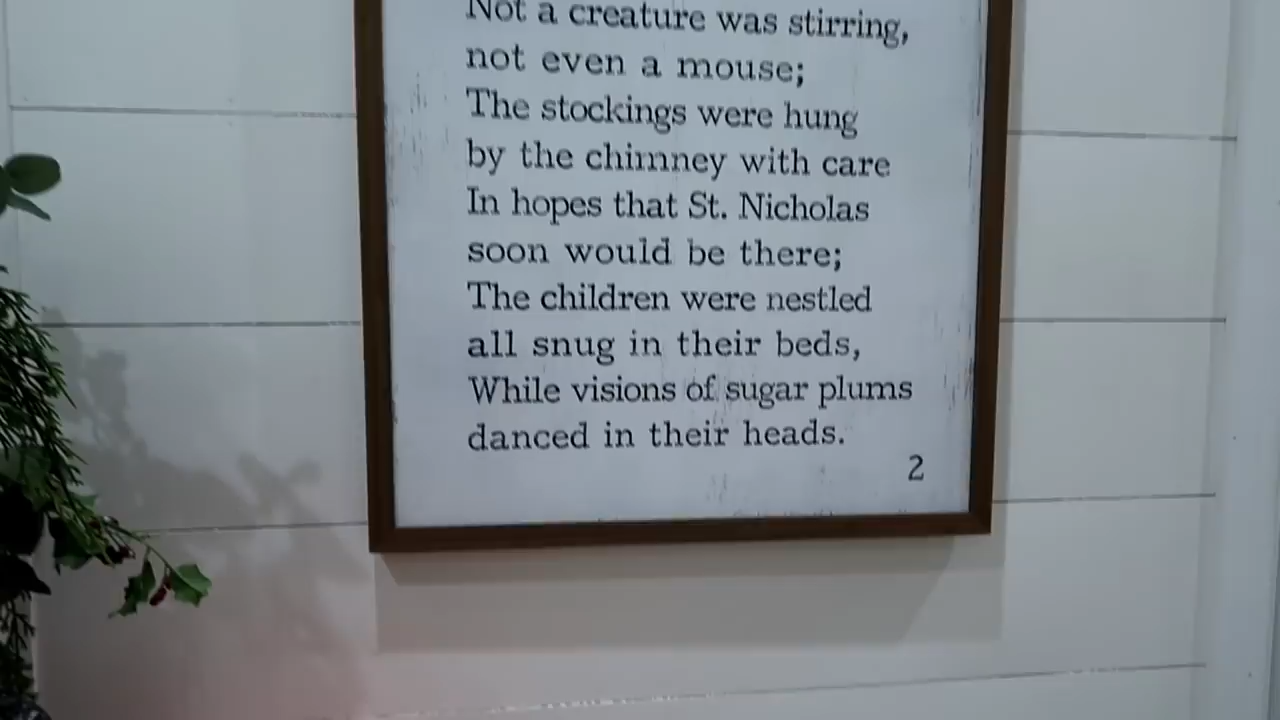 Not a creature was stirring,
not even a mouse;
The stockings were hung
by the chimney with care
In hopes that St. Nicholas
soon would be there;
The children were nestled
all snug in their beds,
While visions of sugar plums
danced in their heads.
2